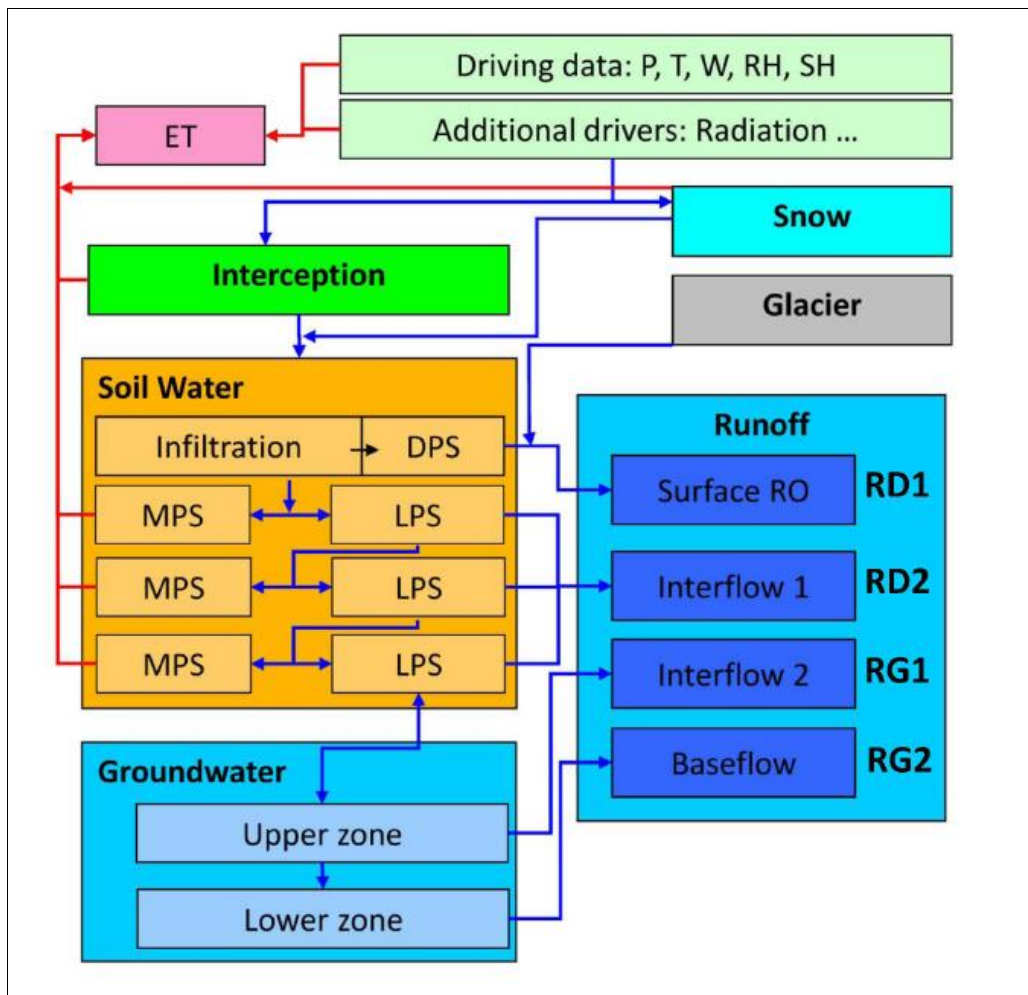 Driving data: P, T, W, RH, SH
ET
Additional drivers: Radiation ...
Snow
Interception
Glacier
Soil Water
Runoff
Infiltration
DPS
Surface RO
RD1
MPS
LPS
MPS
LPS
Interflow 1
RD2
MPS
LPS
Interflow 2
RG1
Groundwater
Baseflow
RG2
Upper zone
Lower zone